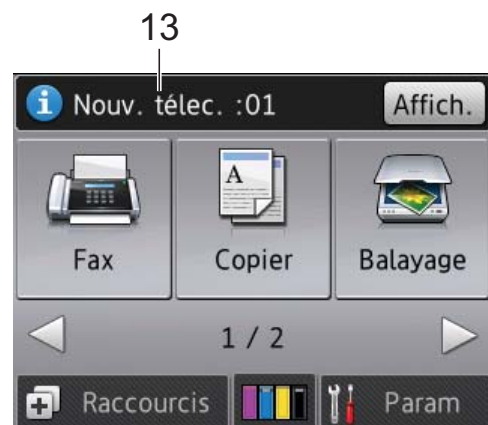 13
Nouv. télec. :01 Affich.
Fax Copier Balayage
1 / 2
Raccourcis Param